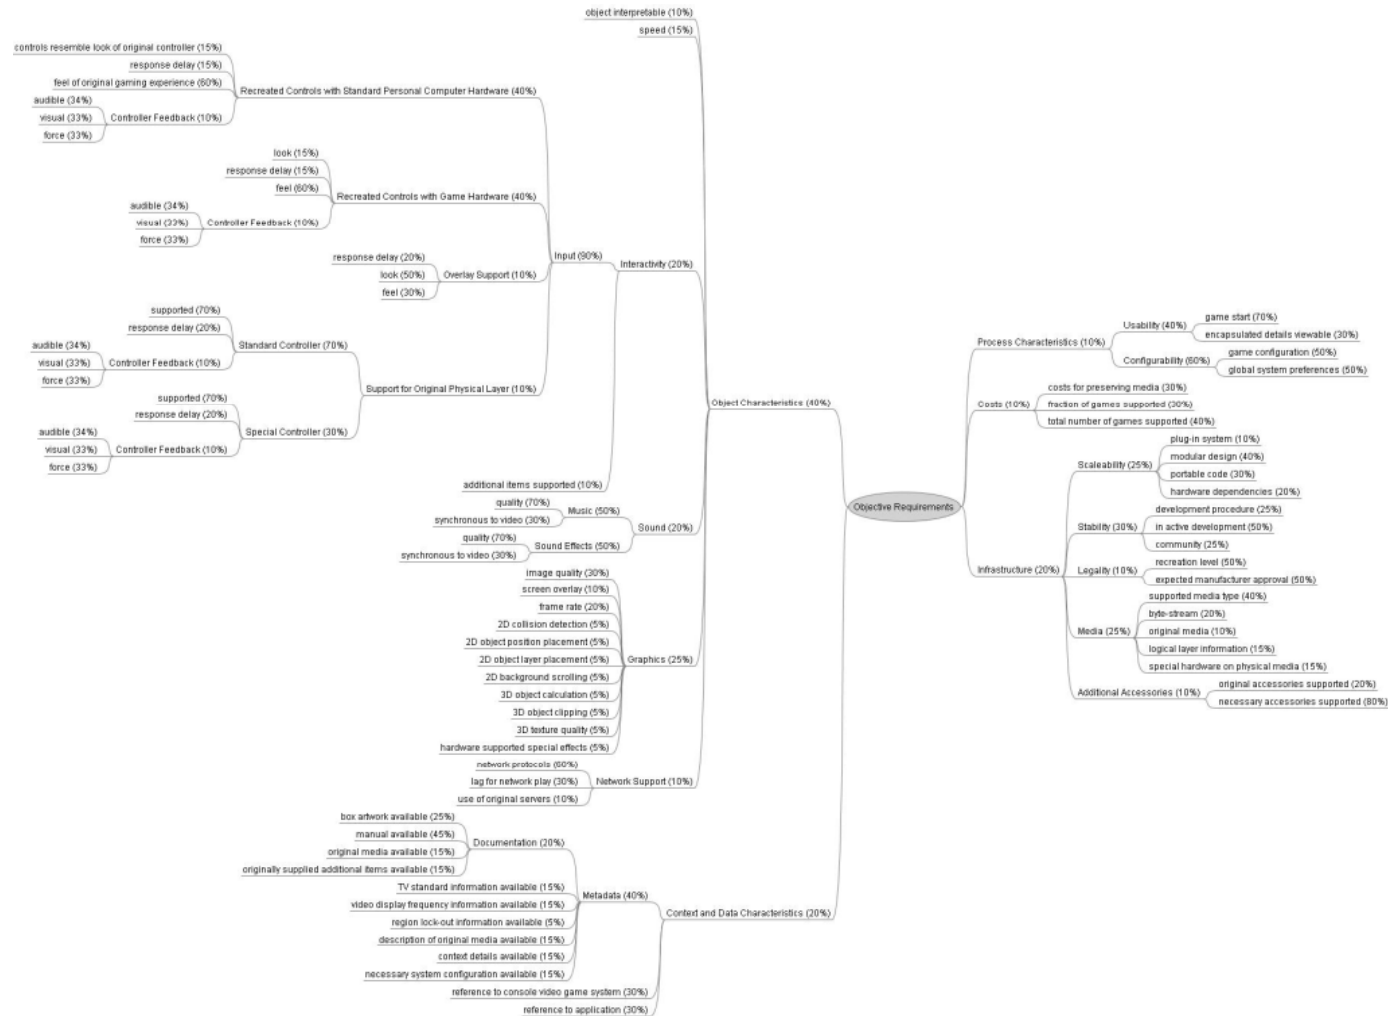 object interpretable (10%)
speed (15%)
controls resemble look of original controller (15%)
response delay (15%)
feel of original gaming experience (60%)
Recreated Controls with Standard Personal Computer Hardware (40%)
audible (34%)
visual (33%)
Controller Feedback (10%)
force (33%)
look (15%)
response delay (15%)
feel (60%)
Recreated Controls with Game Hardware (40%)
audible (34%)
visual (33%)
Controller Feedback (10%)
force (33%)
response delay (20%)
look (50%)
Overlay Support (10%)
feel (30%)
Input (90%)
Interactivity (20%)
supported (70%)
response delay (20%)
Standard Controller (70%)
audible (34%)
visual (33%)
Controller Feedback (10%)
force (33%)
Support for Original Physical Layer (10%)
supported (70%)
response delay (20%)
Special Controller (30%)
audible (34%)
visual (33%)
Controller Feedback (10%)
force (33%)
additional items supported (10%)
Object Characteristics (40%)
quality (70%)
Music (50%)
synchronous to video (30%)
Sound (20%)
quality (70%)
Sound Effects (50%)
synchronous to video (30%)
image quality (30%)
screen overlay (10%)
frame rate (20%)
2D collision detection (5%)
2D object position placement (5%)
2D object layer placement (5%)
Graphics (25%)
2D background scrolling (5%)
3D object calculation (5%)
3D object clipping (5%)
3D texture quality (5%)
hardware supported special effects (5%)
network protocols (60%)
lag for network play (30%)
Network Support (10%)
use of original servers (10%)
box artwork available (25%)
manual available (45%)
Documentation (20%)
original media available (15%)
originally supplied additional items available (15%)
TV standard information available (15%)
Metadata (40%)
video display frequency information available (15%)
region lock-out information available (5%)
Context and Data Characteristics (20%)
description of original media available (15%)
context details available (15%)
necessary system configuration available (15%)
reference to console video game system (30%)
reference to application (30%)
Objective Requirements
Process Characteristics (10%)
Usability (40%)
game start (70%)
encapsulated details viewable (30%)
Configurability (60%)
game configuration (50%)
global system preferences (50%)
Costs (10%)
costs for preserving media (30%)
fraction of games supported (30%)
total number of games supported (40%)
Infrastructure (20%)
Scaleability (25%)
plug-in system (10%)
modular design (40%)
portable code (30%)
hardware dependencies (20%)
Stability (30%)
development procedure (25%)
in active development (50%)
community (25%)
Legality (10%)
recreation level (50%)
expected manufacturer approval (50%)
Media (25%)
supported media type (40%)
byte-stream (20%)
original media (10%)
logical layer information (15%)
special hardware on physical media (15%)
Additional Accessories (10%)
original accessories supported (20%)
necessary accessories supported (80%)